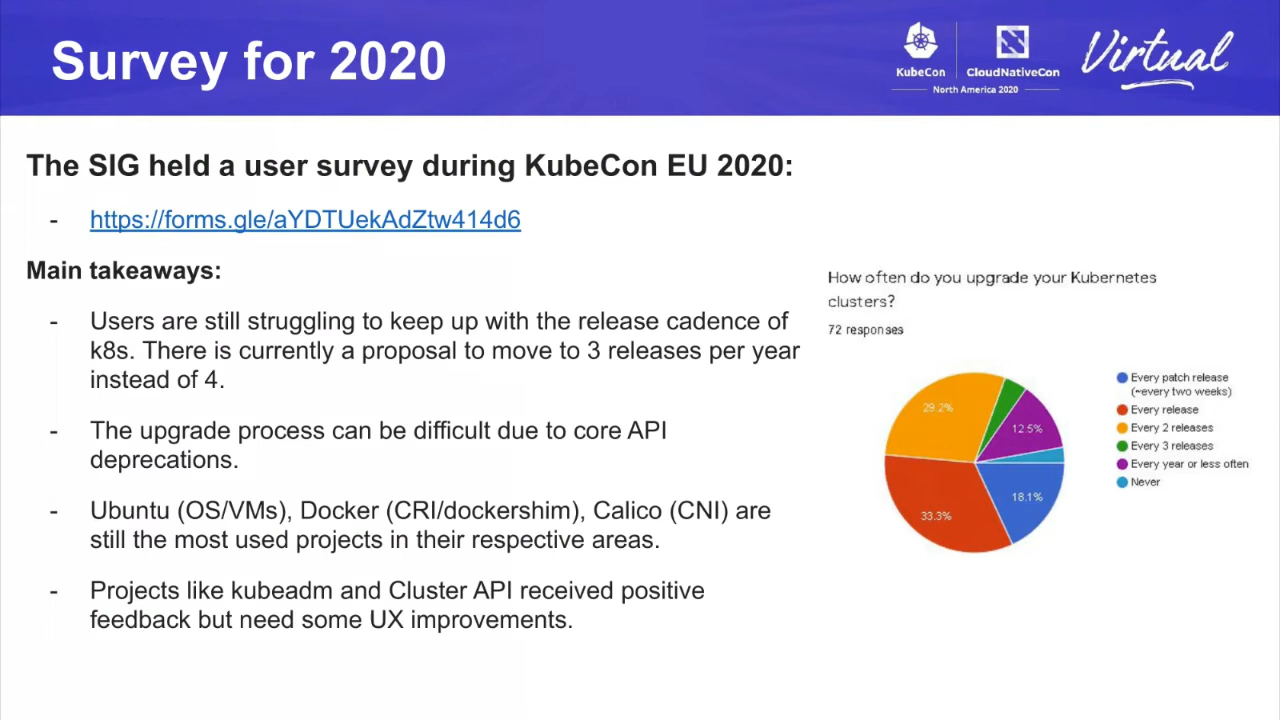 Survey for 2020
KubeCon
CloudNativeCon
North America 2020
Virtual
The SIG held a user survey during KubeCon EU 2020:
- https://forms.gle/aYDTUekAdZtw414d6
Main takeaways:
- Users are still struggling to keep up with the release cadence of
k8s. There is currently a proposal to move to 3 releases per year
instead of 4.
- The upgrade process can be difficult due to core API
deprecations.
- Ubuntu (OS/VMs), Docker (CRI/dockershim), Calico (CNI) are
still the most used projects in their respective areas.
- Projects like kubeadm and Cluster API received positive
feedback but need some UX improvements.
How often do you upgrade your Kubernetes
clusters?
72 responses
29.2%
12.5%
18.1%
33.3%
Every patch release
(~every two weeks)
Every release
Every 2 releases
Every 3 releases
Every year or less often
Never